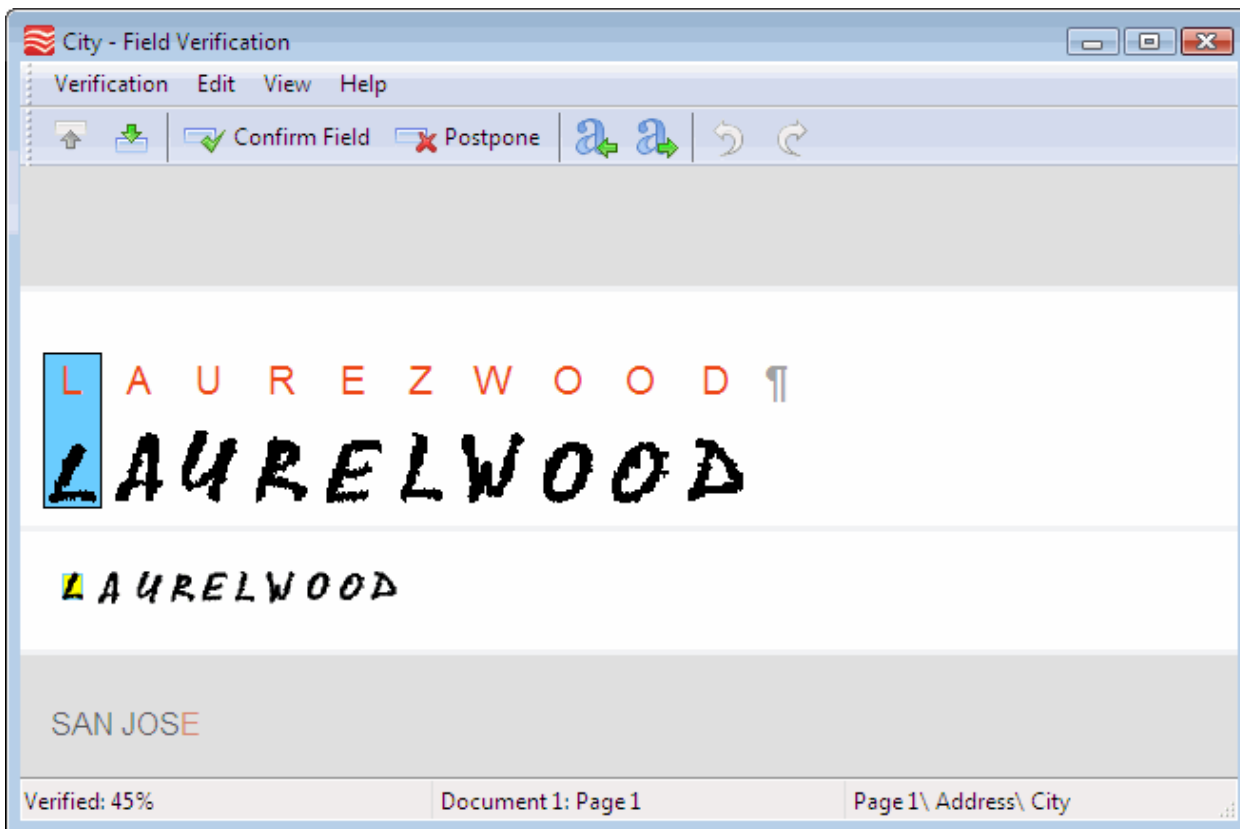 City - Field Verification
Verification Edit View Help
Confirm Field Postpone a a
L A U R E Z W O O D ¶
LAURELWOOD
LAURELWOOD
SAN JOSE
Verified: 45% Document 1: Page 1 Page 1\ Address\ City